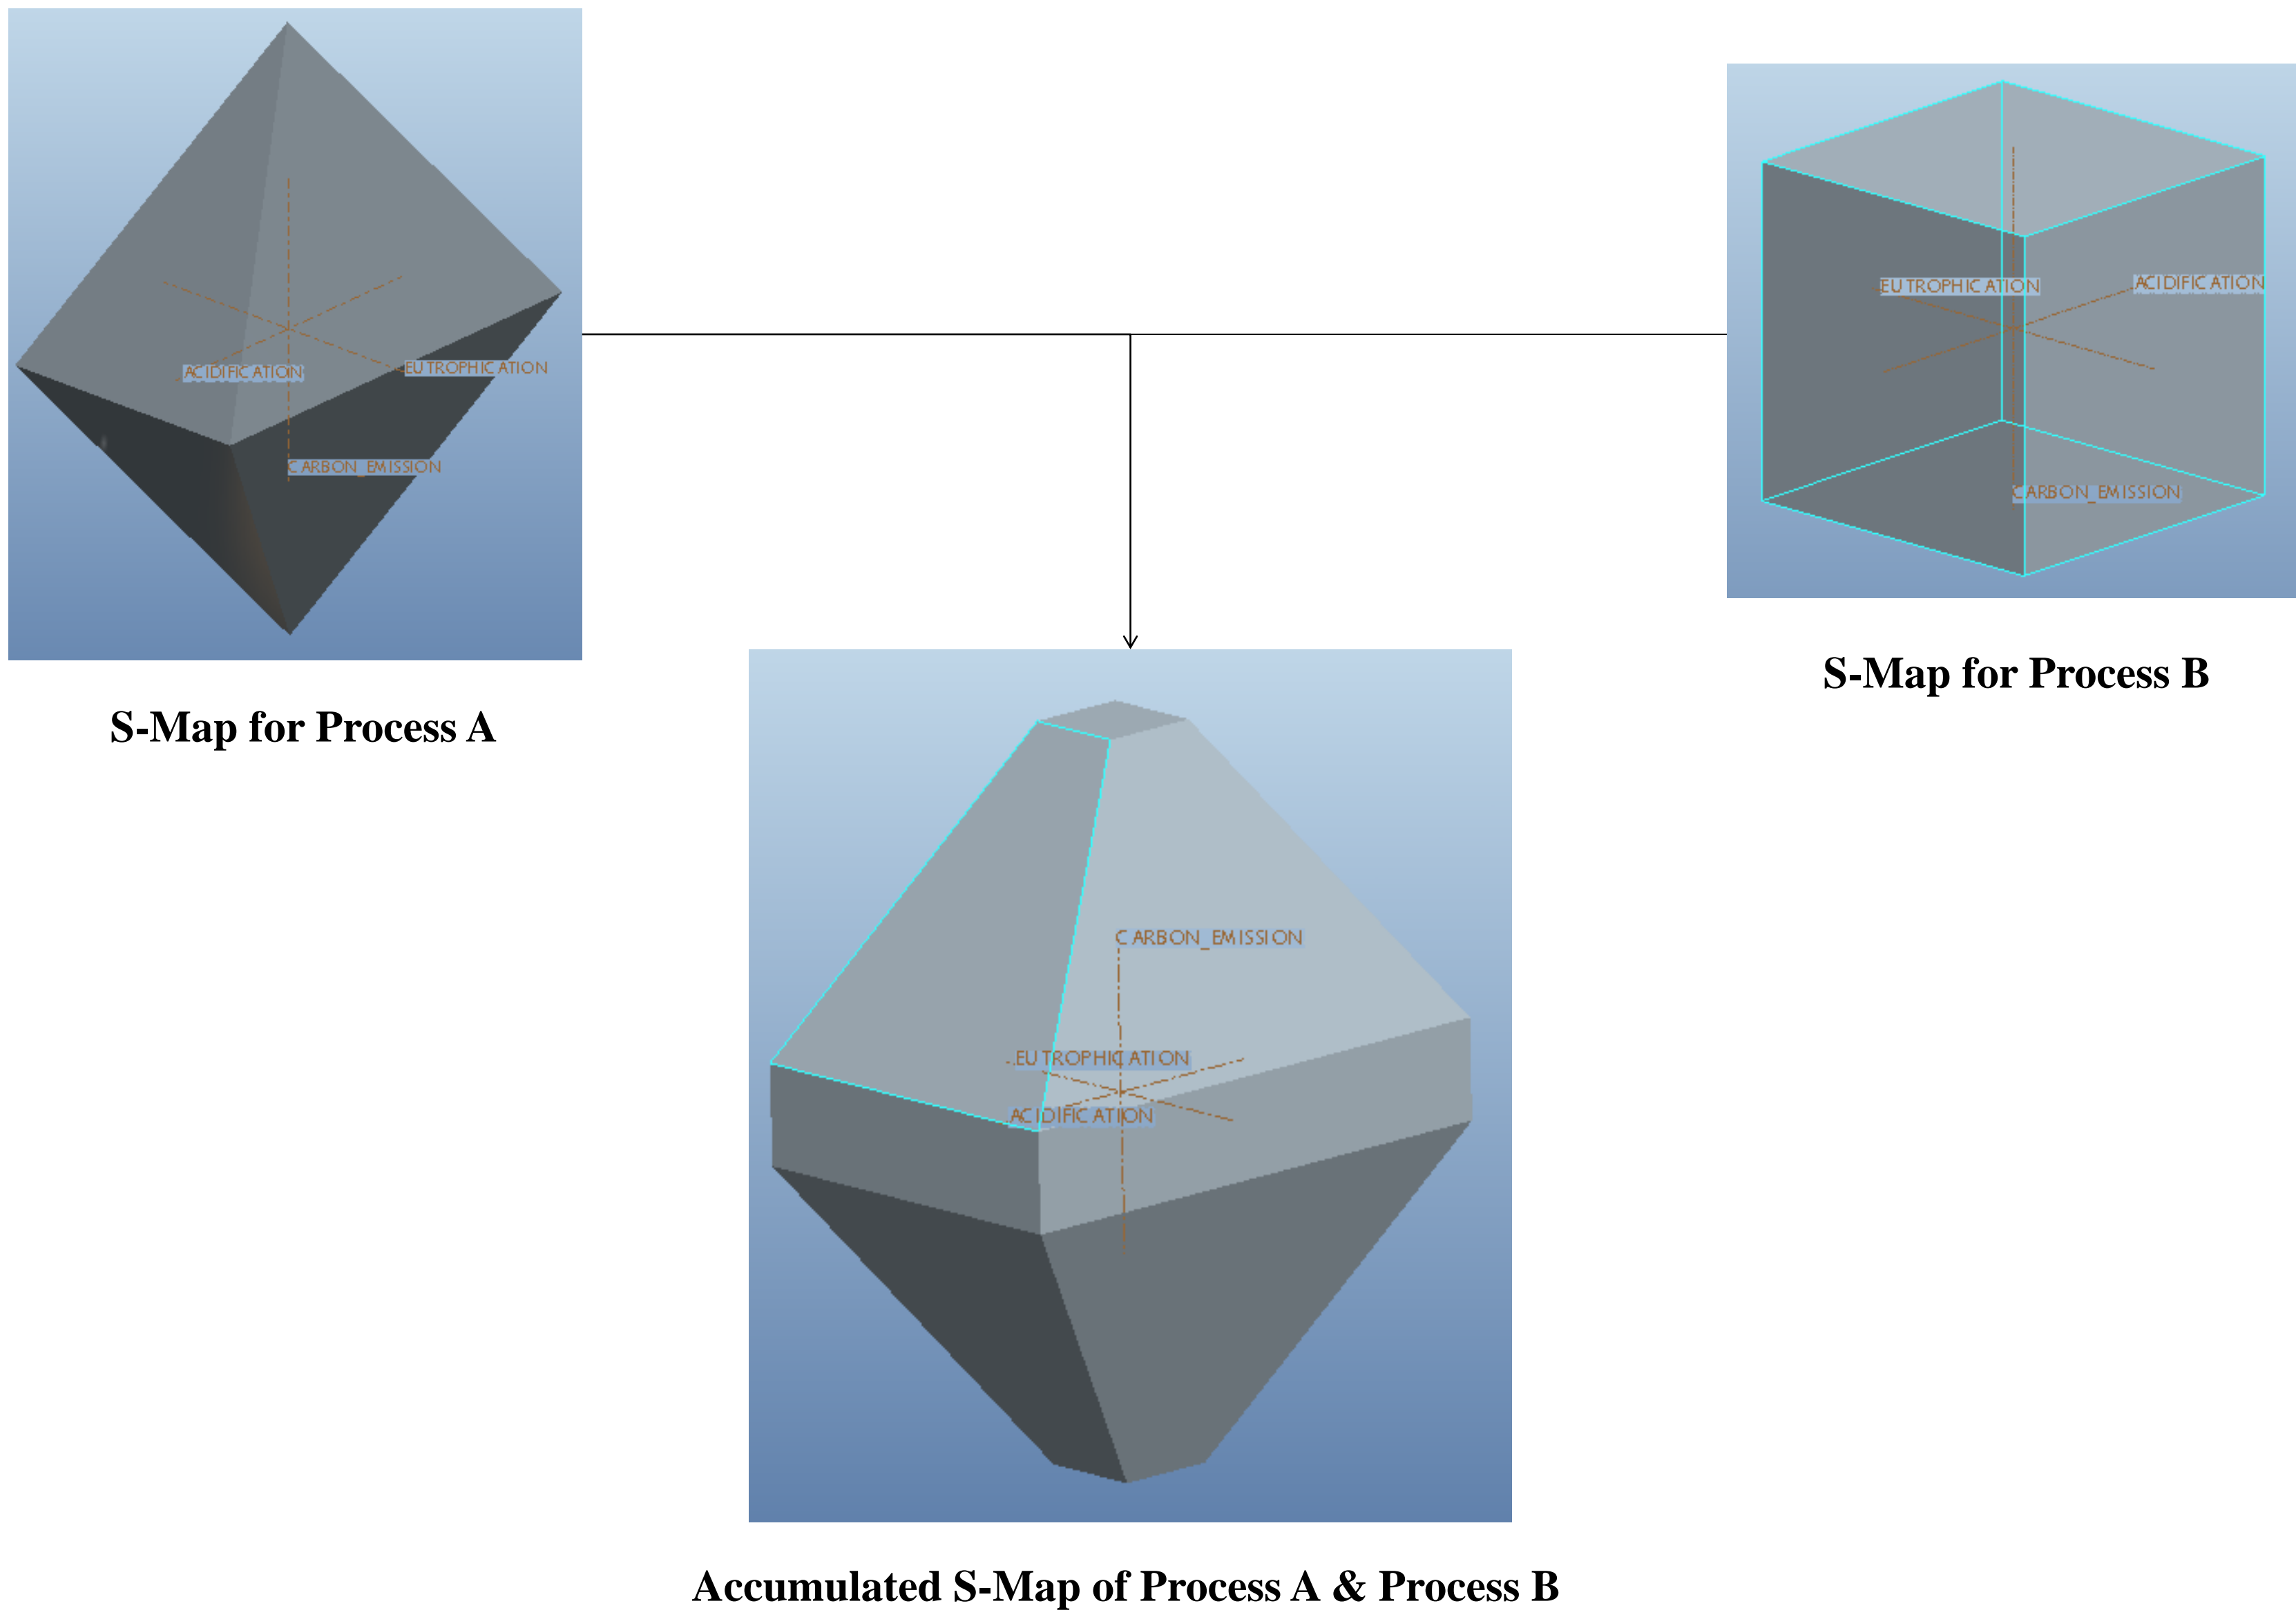 ACIDIFICATION
EUTROPHICATION
CARBON_EMISSION
S-Map for Process A
EUTROPHICATION
ACIDIFICATION
CARBON_EMISSION
S-Map for Process B
CARBON_EMISSION
EUTROPHICATION
ACIDIFICATION
Accumulated S-Map of Process A & Process B